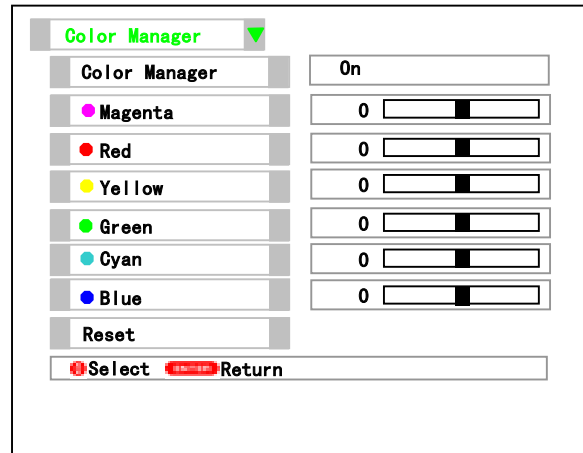 Color Manager
Color Manager On
Magenta 0
Red 0
Yellow 0
Green 0
Cyan 0
Blue 0
Reset
Select ENTER Return